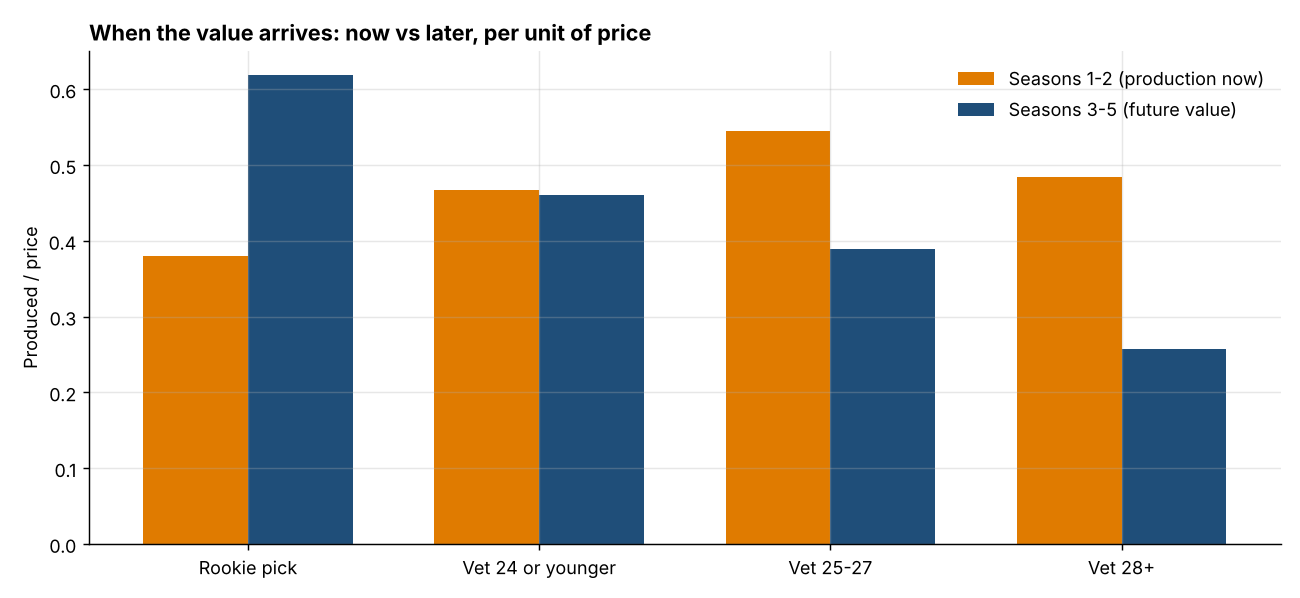 When the value arrives: now vs later, per unit of price
Seasons 1-2 (production now)
Seasons 3-5 (future value)
Produced / price
0.6
0.5
0.4
0.3
0.2
0.1
0.0
Rookie pick
Vet 24 or younger
Vet 25-27
Vet 28+